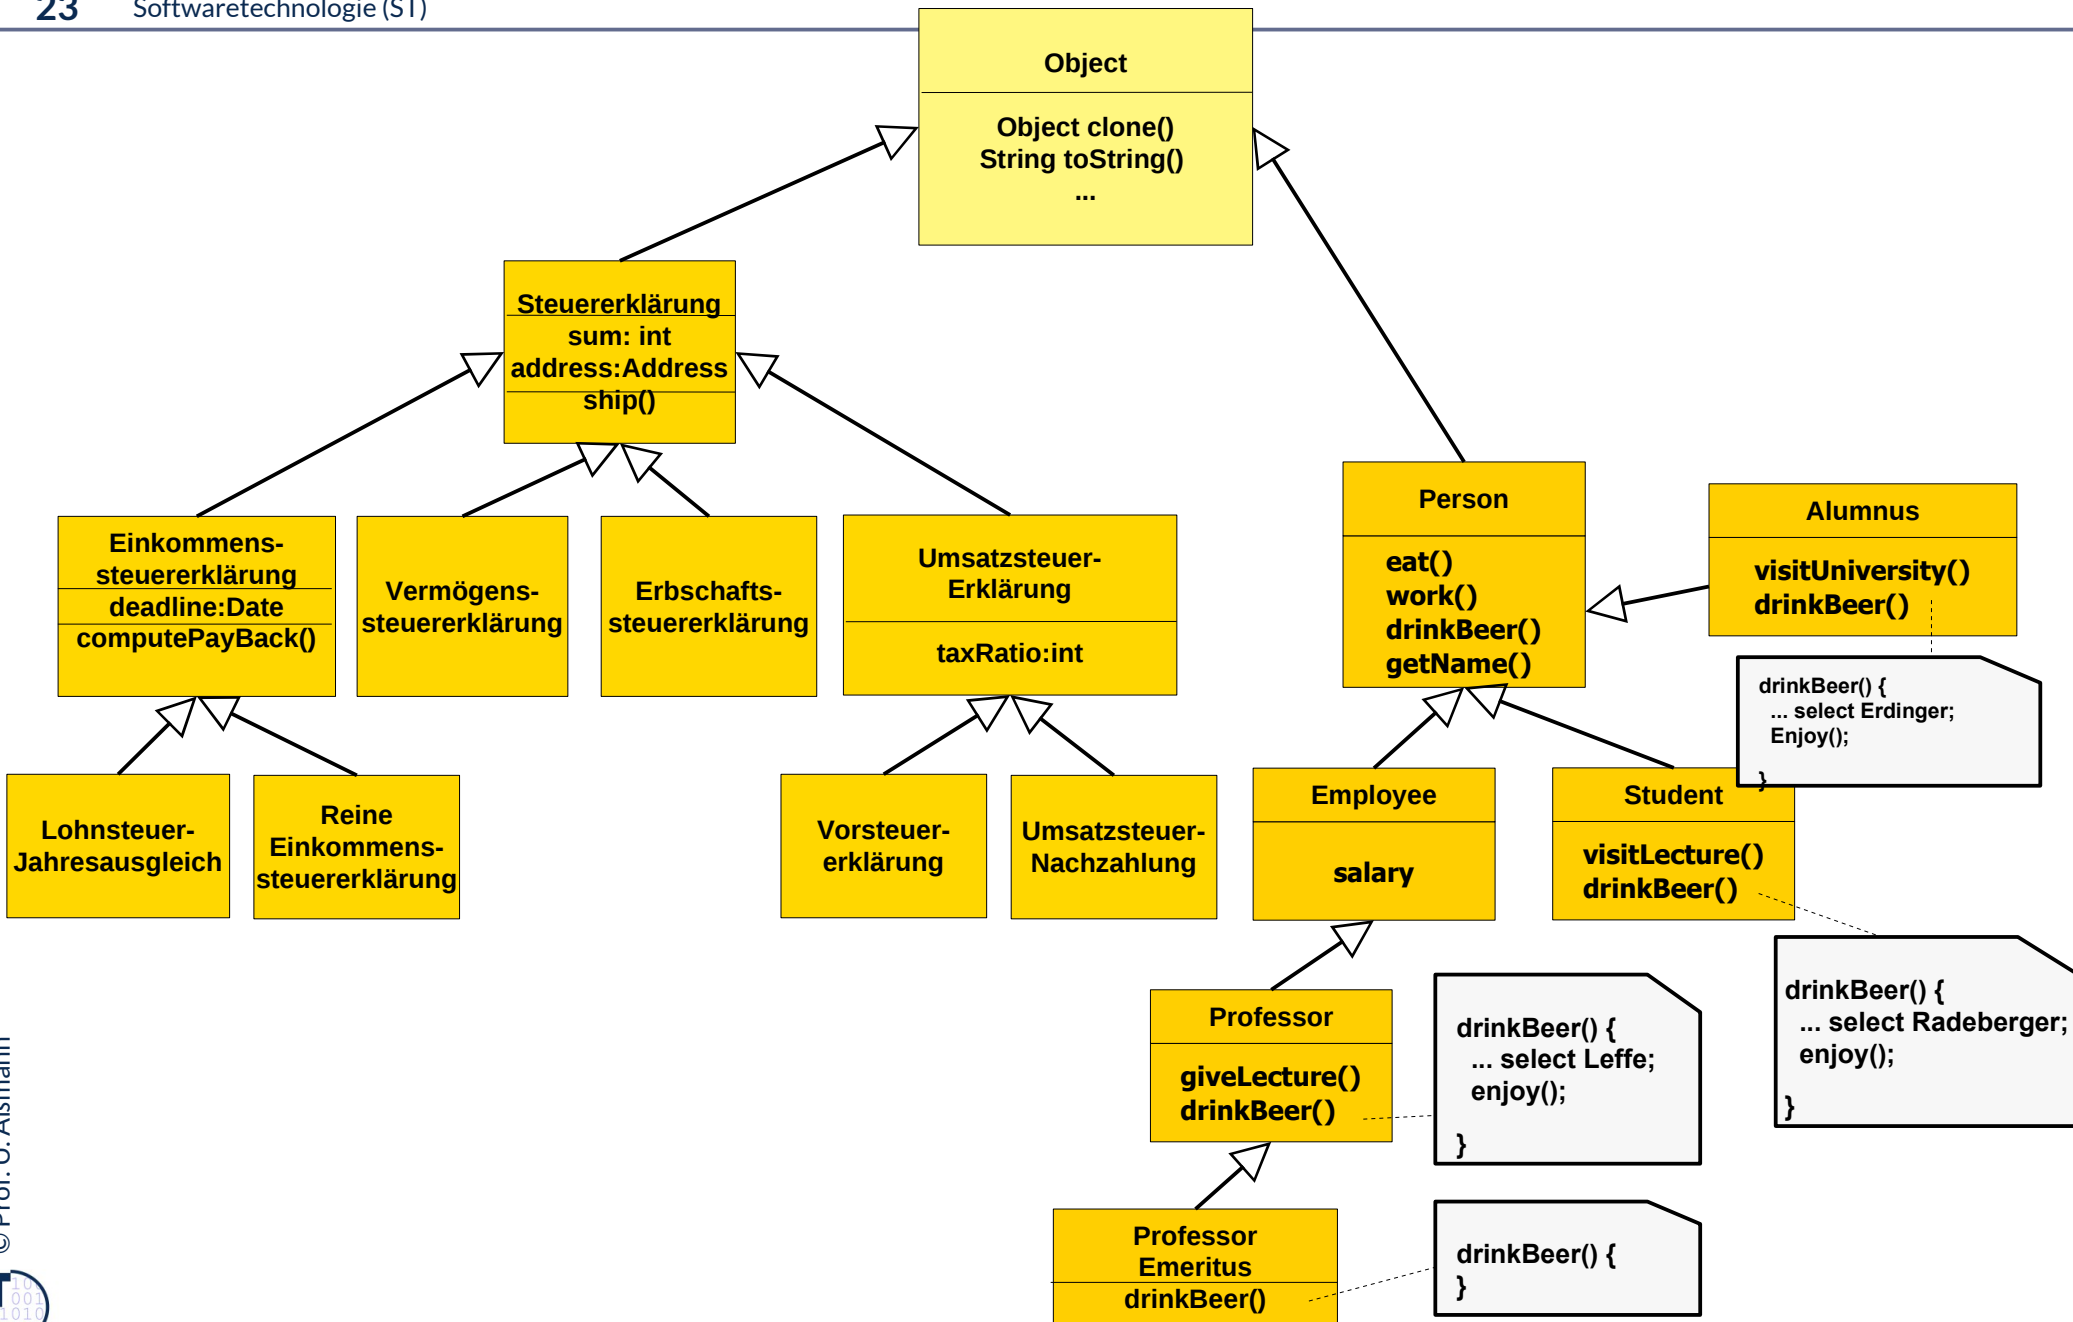 23 Softwaretechnologie (ST)
Object
Object clone()
String toString()
...
Steuererklärung
sum: int
address:Address
ship()
Einkommens-
steuererklärung
deadline:Date
computePayBack()
Vermögens-
steuererklärung
Erbschafts-
steuererklärung
Umsatzsteuer-
Erklärung
taxRatio:int
Person
eat()
work()
drinkBeer()
getName()
Alumnus
visitUniversity()
drinkBeer()
drinkBeer() {
... select Erdinger;
Enjoy();
}
Lohnsteuer-
Jahresausgleich
Reine
Einkommens-
steuererklärung
Vorsteuer-
erklärung
Umsatzsteuer-
Nachzahlung
Employee
salary
Student
visitLecture()
drinkBeer()
drinkBeer() {
... select Radeberger;
enjoy();
}
Professor
giveLecture()
drinkBeer()
drinkBeer() {
... select Leffe;
enjoy();
}
Professor
Emeritus
drinkBeer()
drinkBeer() {
}
© Prof. U. Aßmann